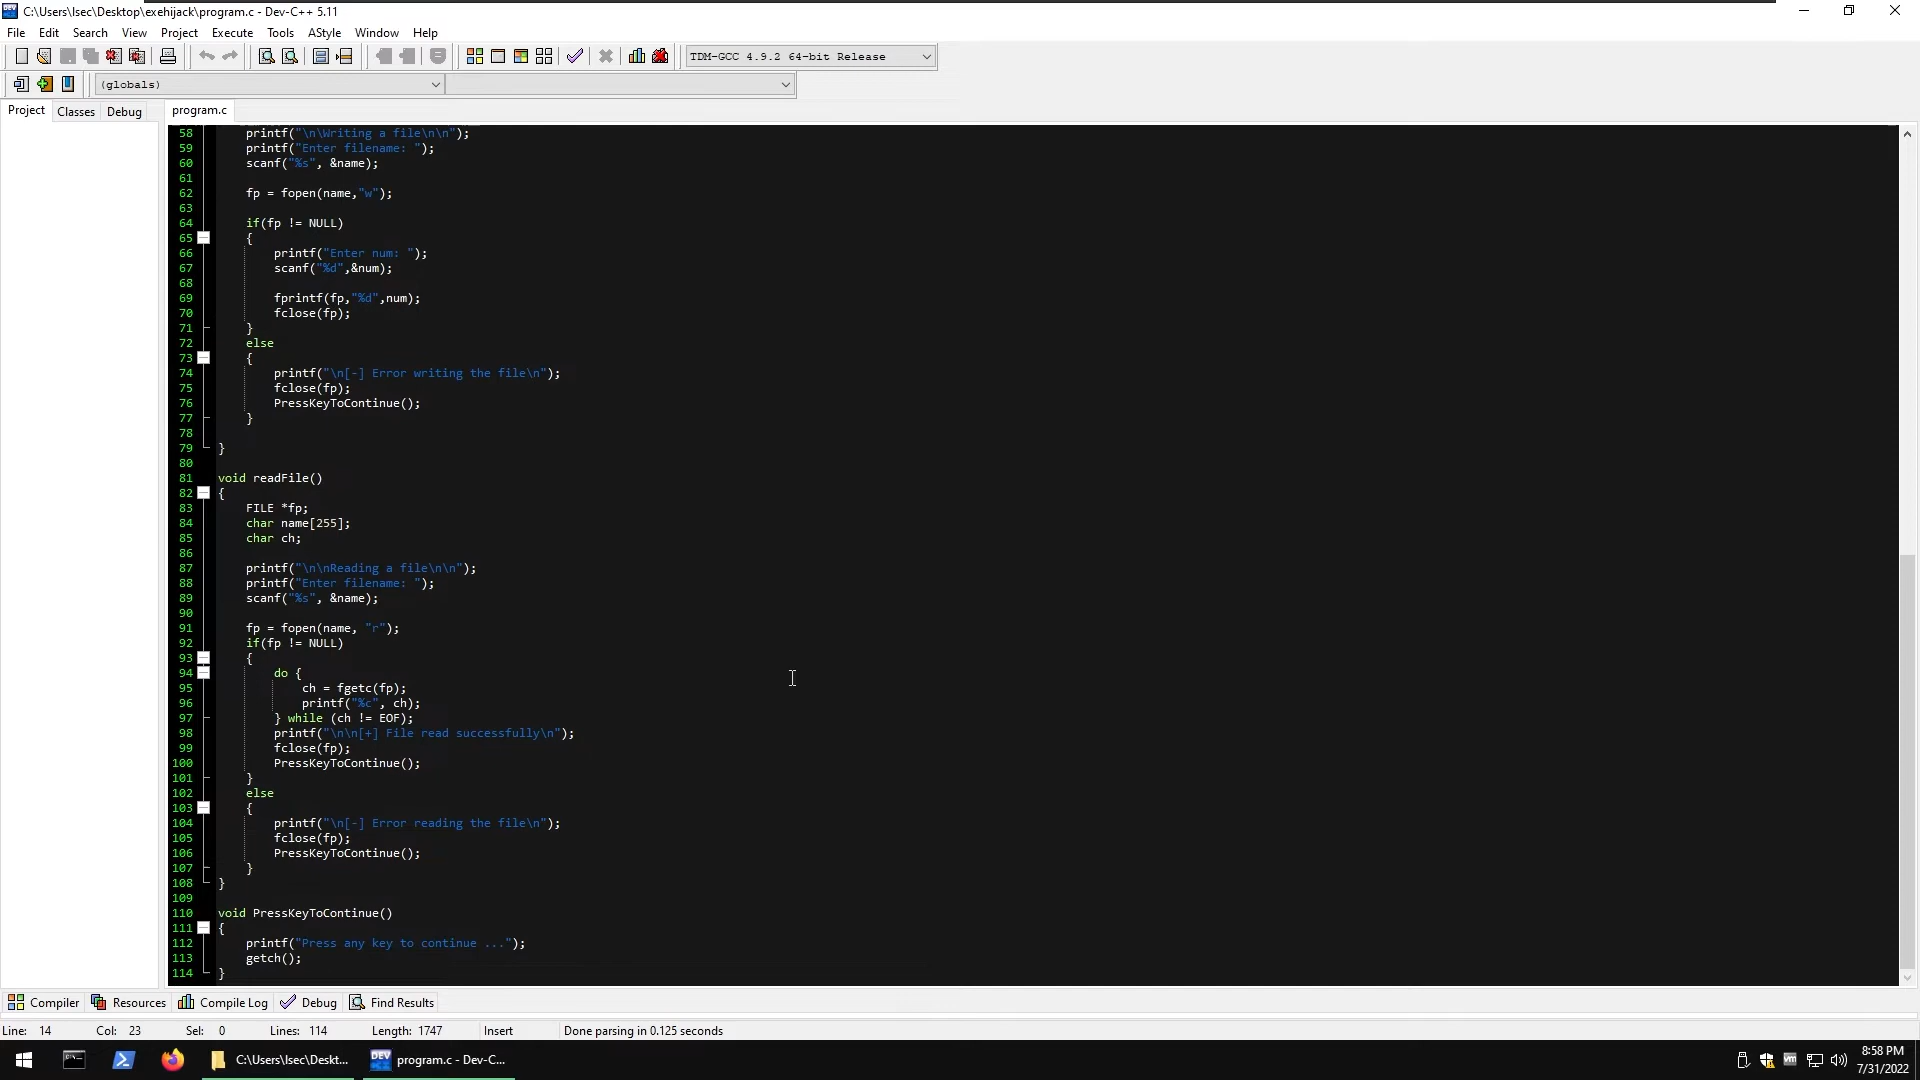 C:\Users\lsec\Desktop\exehijack\program.c - Dev-C++ 5.11
File Edit Search View Project Execute Tools AStyle Window Help
TDM-GCC 4.9.2 64-bit Release
(globals)
Project Classes Debug program.c
58 printf("\n\Writing a file\n\n");
59 printf("Enter filename: ");
60 scanf("%s", &name);
61
62 fp = fopen(name,"w");
63
64 if(fp != NULL)
65 {
66 printf("Enter num: ");
67 scanf("%d",&num);
68
69 fprintf(fp,"%d",num);
70 fclose(fp);
71 }
72 else
73 {
74 printf("\n[-] Error writing the file\n");
75 fclose(fp);
76 PressKeyToContinue();
77 }
78
79 }
80
81 void readFile()
82 {
83 FILE *fp;
84 char name[255];
85 char ch;
86
87 printf("\n\nReading a file\n\n");
88 printf("Enter filename: ");
89 scanf("%s", &name);
90
91 fp = fopen(name, "r");
92 if(fp != NULL)
93 {
94 do {
95 ch = fgetc(fp);
96 printf("%c", ch);
97 } while (ch != EOF);
98 printf("\n\n[+] File read successfully\n");
99 fclose(fp);
100 PressKeyToContinue();
101 }
102 else
103 {
104 printf("\n[-] Error reading the file\n");
105 fclose(fp);
106 PressKeyToContinue();
107 }
108 }
109
110 void PressKeyToContinue()
111 {
112 printf("Press any key to continue ...");
113 getch();
114 }
Compiler Resources Compile Log Debug Find Results
Line: 14 Col: 23 Sel: 0 Lines: 114 Length: 1747 Insert Done parsing in 0.125 seconds
C:\Users\lsec\Deskt... program.c - Dev-C... 8:58 PM
7/31/2022